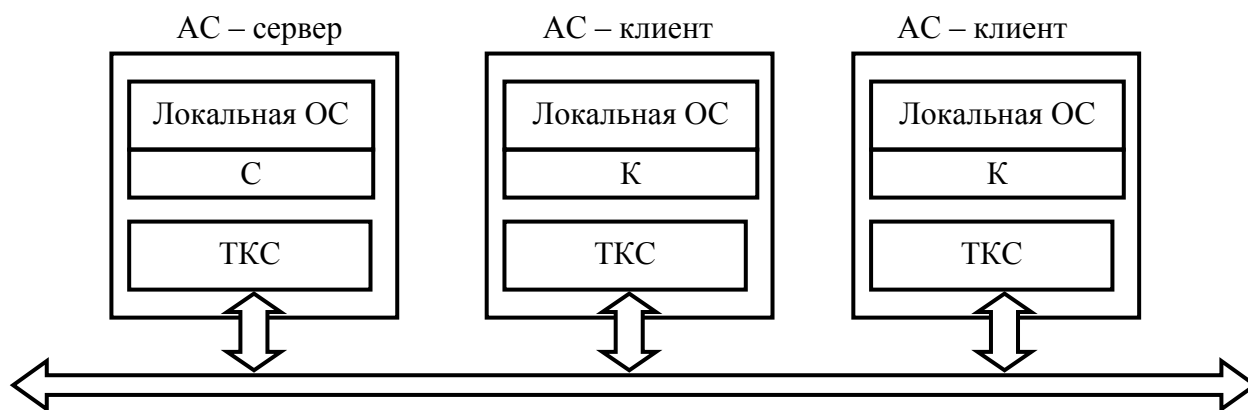 АС – сервер АС – клиент АС – клиент
Локальная ОС Локальная ОС Локальная ОС
С К К
ТКС ТКС ТКС